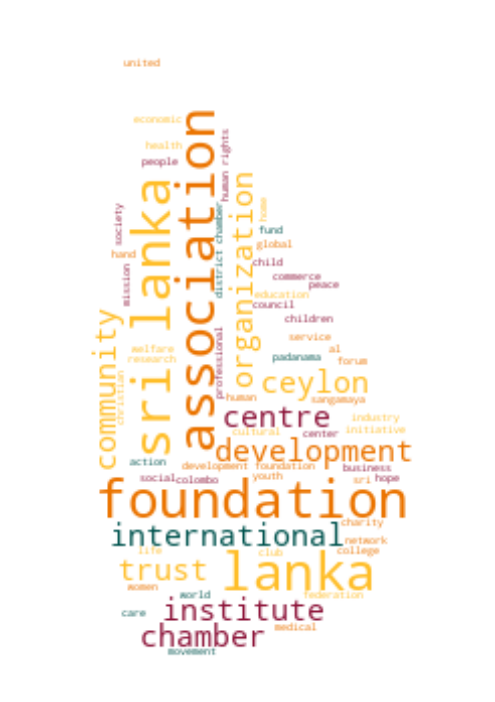 united
economic
association
health
people
human rights
organization
sri lanka
home
society
district chamber
fund
global
hand
child
mission
commerce
peace
education
council
community
children
professional
service
welfare
al
research
padanama
forum
ceylon
christian
human
sangamaya
centre
industry
cultural
center
initiative
development
action
development foundation
business
social
colombo
youth
sri
hope
foundation
international
charity
network
life
club
college
trust
lanka
women
world
federation
care
institute
chamber
medical
movement